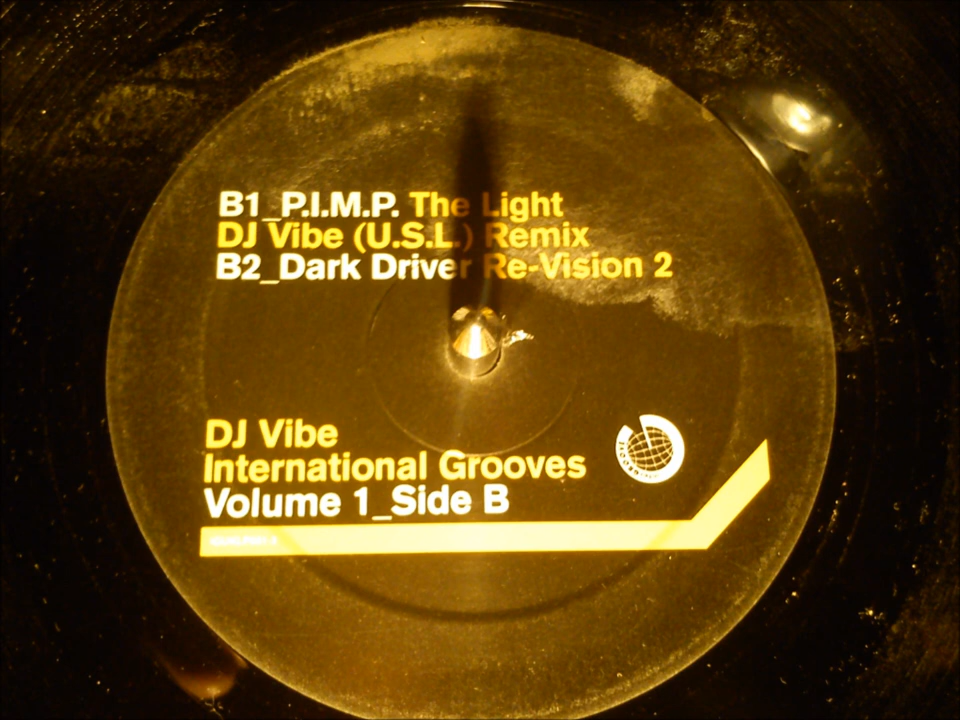 B1_P.I.M.P. The Light
DJ Vibe (U.S.L.) Remix
B2_Dark Driver Re-Vision 2
DJ Vibe
International Grooves
Volume 1_Side B